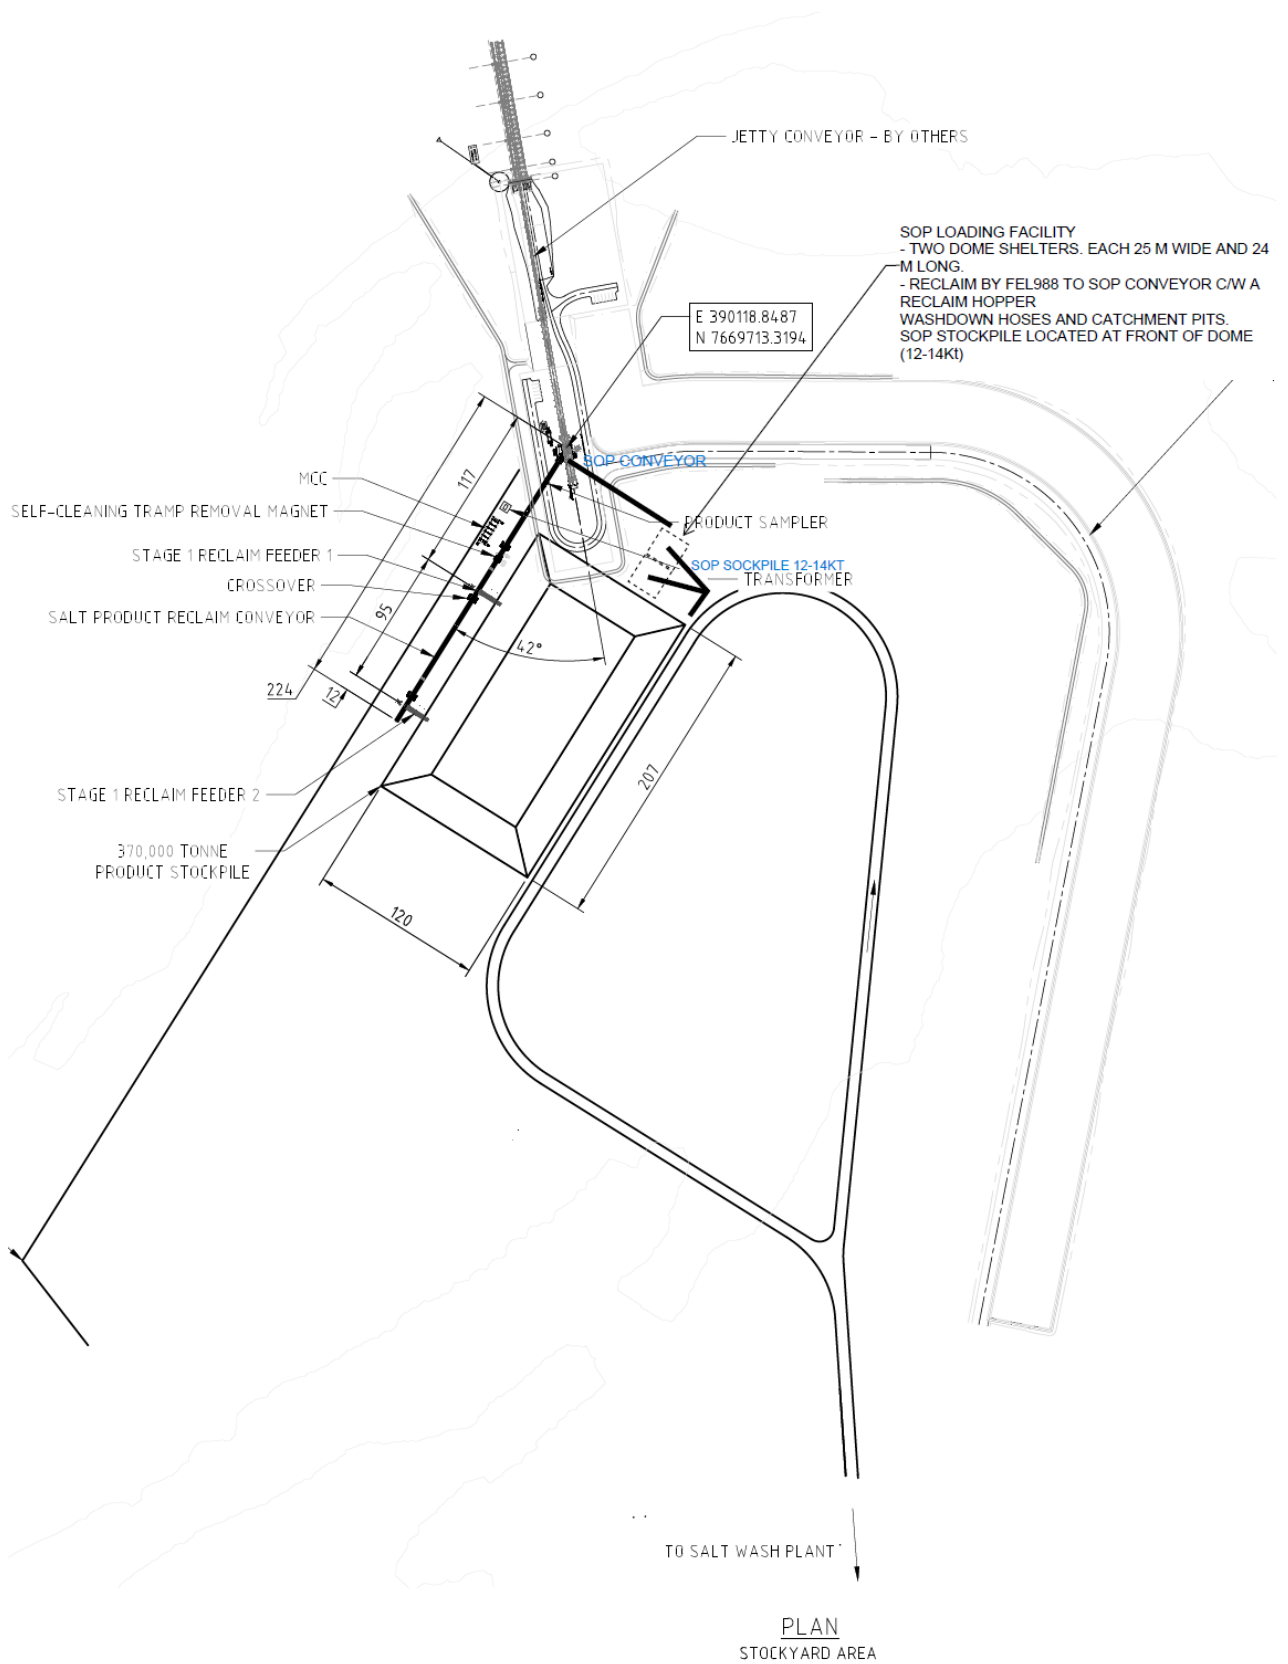 JETTY CONVEYOR - BY OTHERS
SOP LOADING FACILITY
- TWO DOME SHELTERS. EACH 25 M WIDE AND 24
M LONG.
- RECLAIM BY FEL988 TO SOP CONVEYOR C/W A
RECLAIM HOPPER
WASHDOWN HOSES AND CATCHMENT PITS.
SOP STOCKPILE LOCATED AT FRONT OF DOME
(12-14Kt)
E 390118.8487
N 7669713.3194
SOP CONVEYOR
117
MCC
SELF-CLEANING TRAMP REMOVAL MAGNET
PRODUCT SAMPLER
STAGE 1 RECLAIM FEEDER 1
SOP SOCKPILE 12-14KT
TRANSFORMER
CROSSOVER
95
SALT PRODUCT RECLAIM CONVEYOR
42°
224
12
207
STAGE 1 RECLAIM FEEDER 2
370,000 TONNE
PRODUCT STOCKPILE
120
TO SALT WASH PLANT
PLAN
STOCKYARD AREA